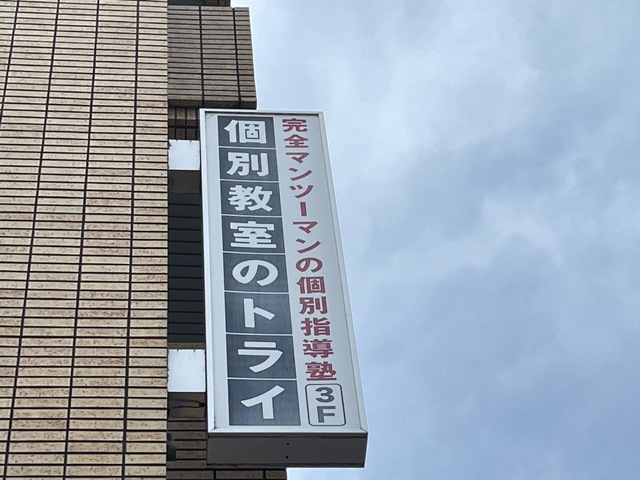 完全マンツーマンの個別指導塾
3F
個別教室のトライ